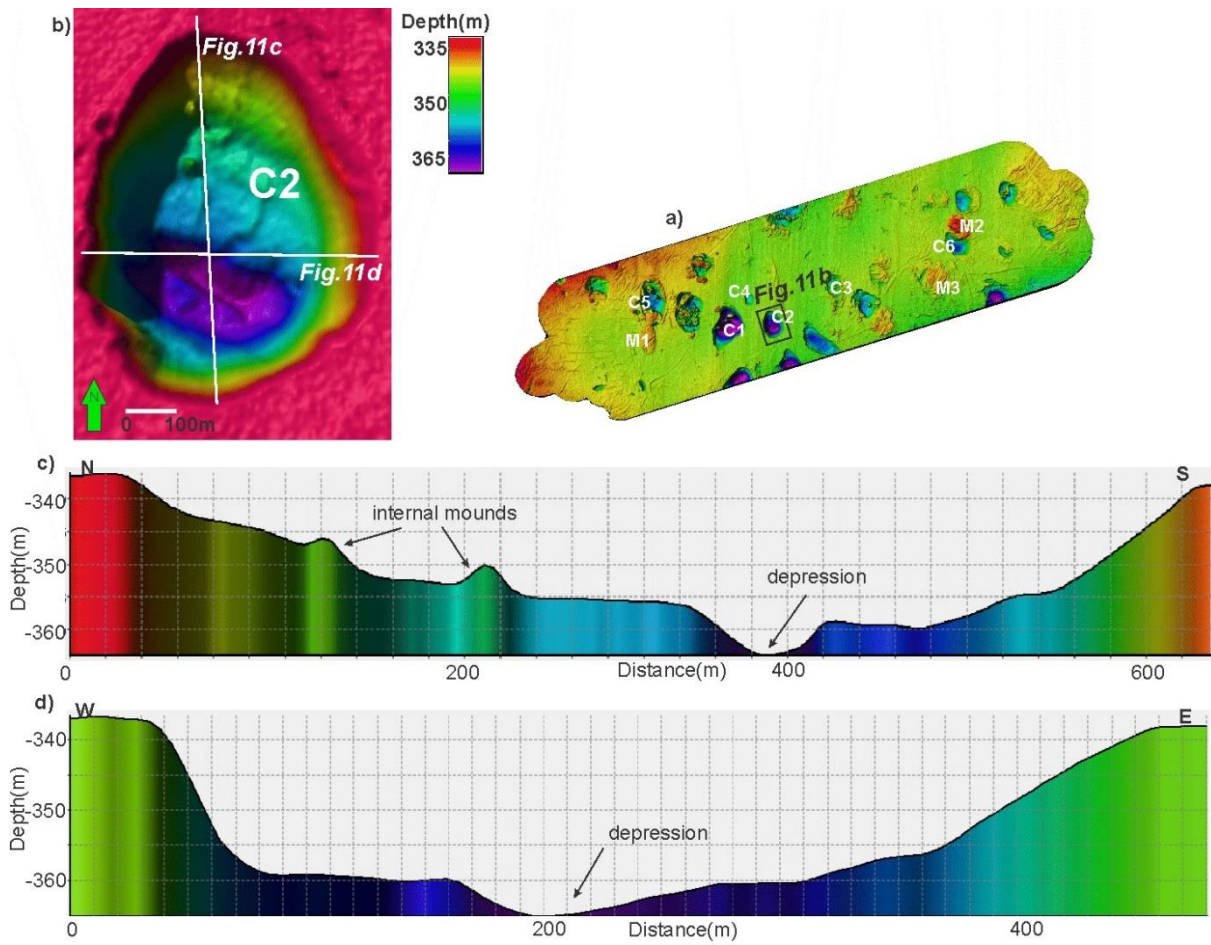 b)
Fig.11c
C2
Fig.11d
N
0 100m
Depth(m)
335
350
365
a)
M2
C6
C4
Fig.11b
C3
M3
C5
C2
C1
M1
c)
N
S
-340
-350
-360
Depth(m)
internal mounds
depression
0 200 Distance(m) 400 600
d)
W
E
-340
-350
-360
Depth(m)
depression
0 200 Distance(m) 400